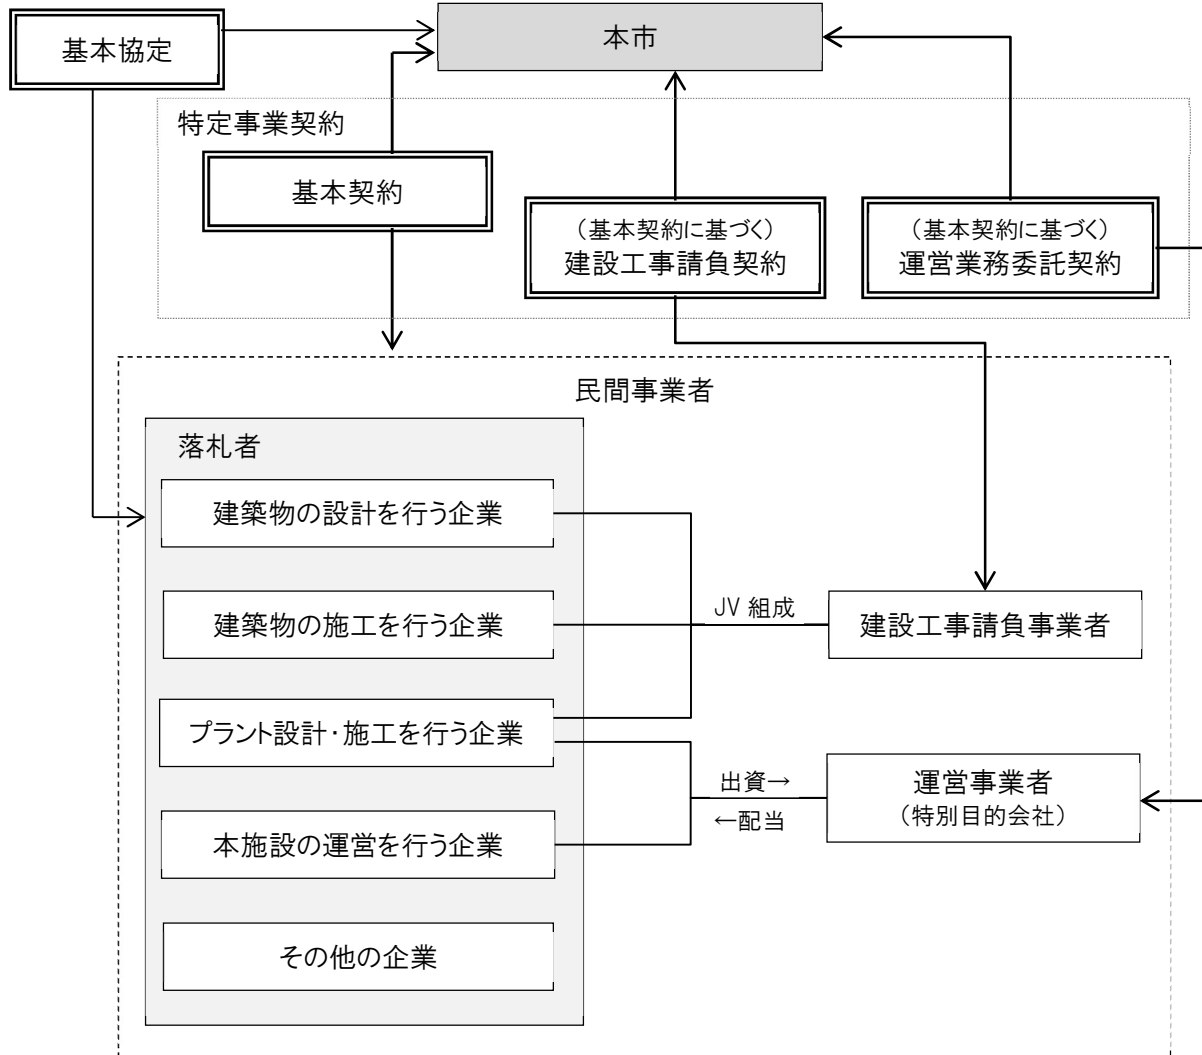 基本協定
本市
特定事業契約
基本契約
（基本契約に基づく）
建設工事請負契約
（基本契約に基づく）
運営業務委託契約
民間事業者
落札者
建築物の設計を行う企業
建築物の施工を行う企業
JV 組成
建設工事請負事業者
プラント設計・施工を行う企業
出資→
←配当
運営事業者
（特別目的会社）
本施設の運営を行う企業
その他の企業